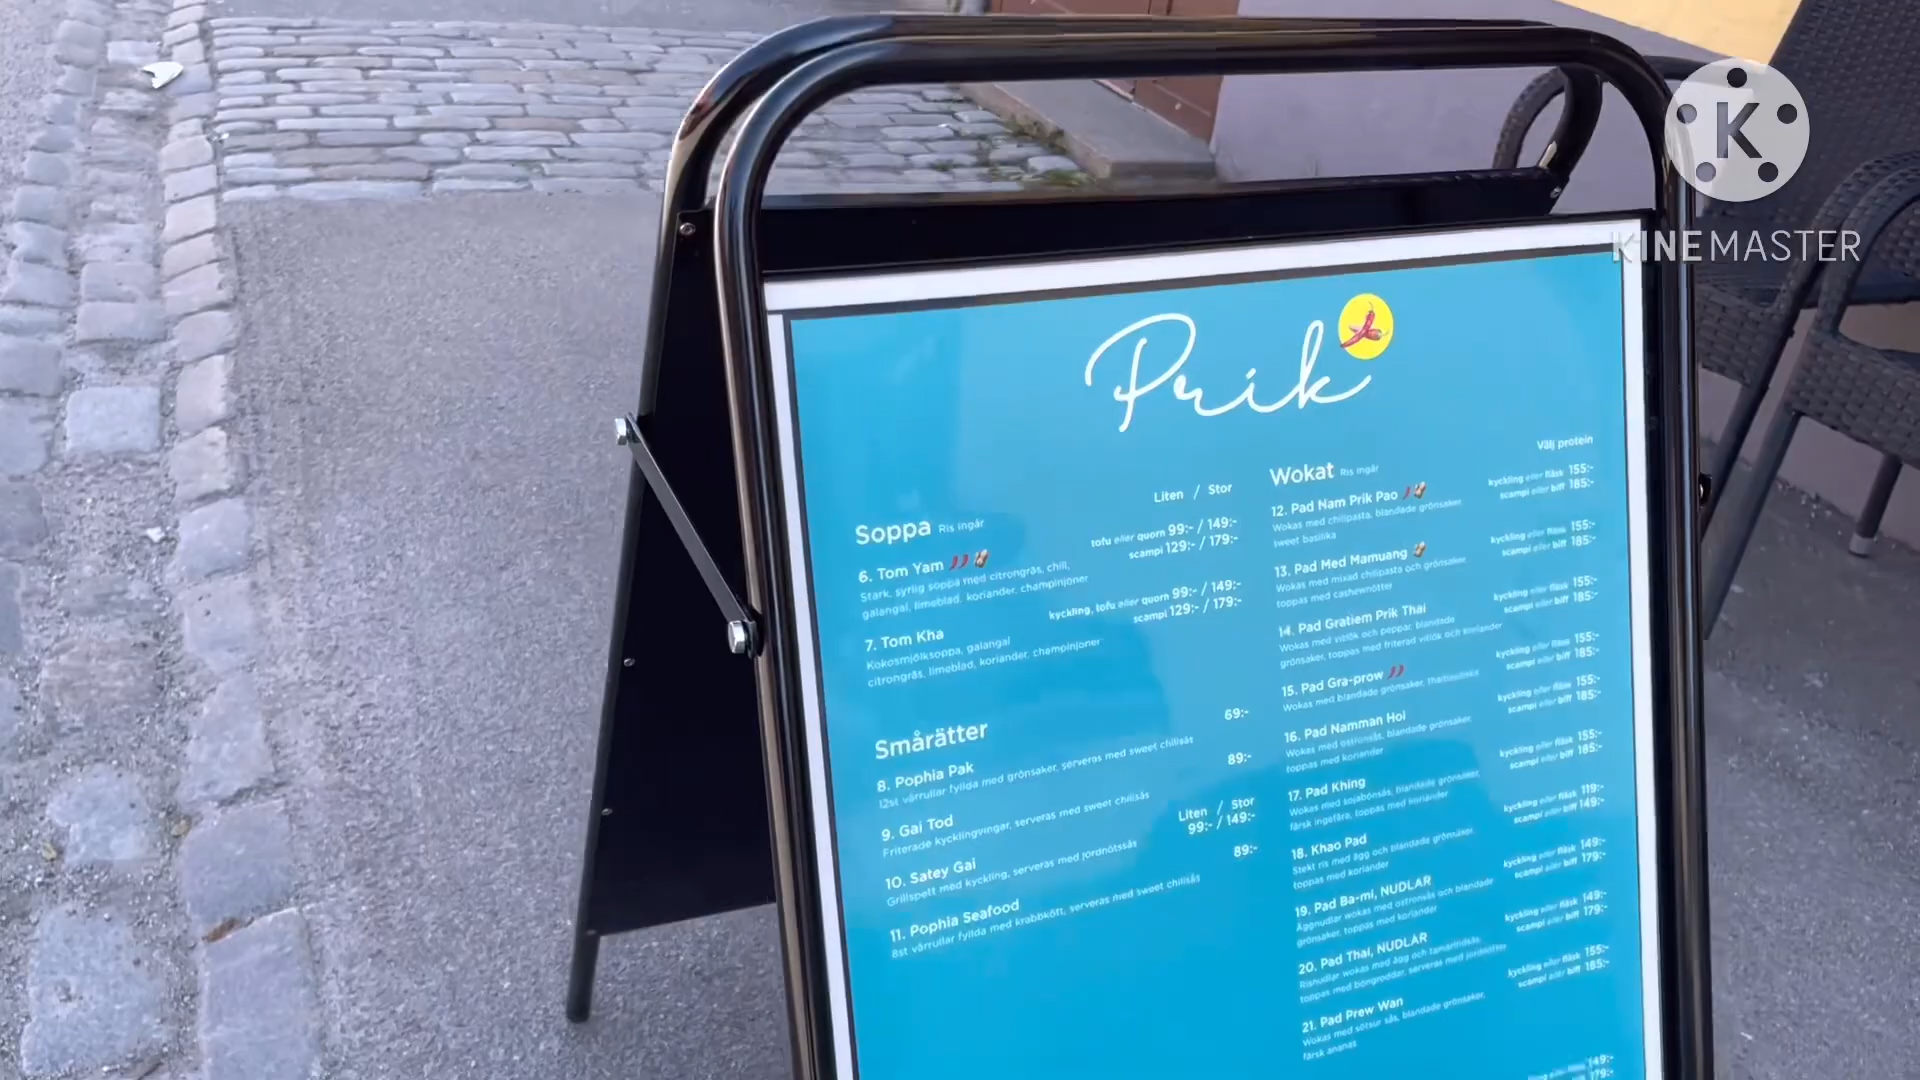 KINEMASTER
K
Prik
Liten / Stor
Soppa Ris ingår
tofu eller quorn 99:- / 149:-
scampi 129:- / 179:-
6. Tom Yam
Stark, syrlig soppa med citrongräs, chili,
galangal, limeblad, koriander, champinjoner
kyckling, tofu eller quorn 99:- / 149:-
scampi 129:- / 179:-
7. Tom Kha
Kokosmjölksoppa, galangal
citrongräs, limeblad, koriander, champinjoner
Smårätter
69:-
8. Pophia Pak
12st vårrullar fyllda med grönsaker, serveras med sweet chilisås
89:-
9. Gai Tod
Friterade kycklingvingar, serveras med sweet chilisås
Liten / Stor
99:- / 149:-
10. Satey Gai
Grillspett med kyckling, serveras med jordnötssås
89:-
11. Pophia Seafood
8st vårrullar fyllda med krabbkött, serveras med sweet chilisås
Välj protein
Wokat Ris ingår
kyckling eller fläsk 155:-
scampi eller biff 185:-
12. Pad Nam Prik Pao
Wokas med chilipasta, blandade grönsaker
sweet basilika
kyckling eller fläsk 155:-
scampi eller biff 185:-
13. Pad Med Mamuang
Wokas med mixad chilipasta och grönsaker
toppas med cashewnötter
kyckling eller fläsk 155:-
scampi eller biff 185:-
14. Pad Gratiem Prik Thai
Wokas med vitlök och peppar, blandade
grönsaker, toppas med friterad vitlök och koriander
kyckling eller fläsk 155:-
scampi eller biff 185:-
15. Pad Gra-prow
Wokas med blandade grönsaker, thaibasilika
kyckling eller fläsk 155:-
scampi eller biff 185:-
16. Pad Namman Hoi
Wokas med ostronsås, blandade grönsaker,
toppas med koriander
kyckling eller fläsk 155:-
scampi eller biff 185:-
17. Pad Khing
Wokas med sojabönsås, blandade grönsaker,
färsk ingefära, toppas med koriander
kyckling eller fläsk 119:-
scampi eller biff 149:-
18. Khao Pad
Stekt ris med ägg och blandade grönsaker,
toppas med koriander
kyckling eller fläsk 149:-
scampi eller biff 179:-
19. Pad Ba-mi, NUDLAR
Äggnudlar wokas med ostronsås och blandade
grönsaker, toppas med koriander
kyckling eller fläsk 149:-
scampi eller biff 179:-
20. Pad Thai, NUDLAR
Risnudlar wokas med ägg och tamarindsås,
toppas med böngroddar, serveras med jordnötter
kyckling eller fläsk 155:-
scampi eller biff 185:-
21. Pad Prew Wan
Wokas med sötsur sås, blandade grönsaker,
färsk ananas
149:-
179:-